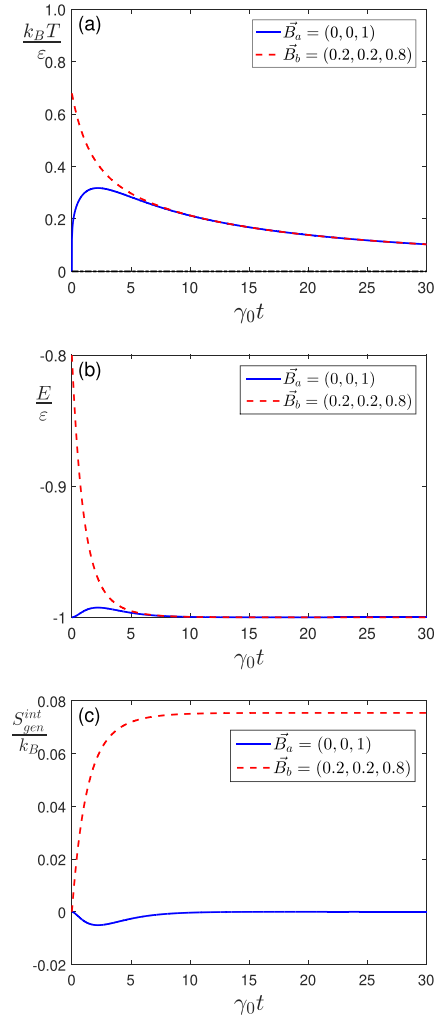 (a)
k_B T / ε
1.0
0.8
0.6
0.4
0.2
0
0 5 10 15 20 25 30
γ₀t
B⃗_a = (0, 0, 1)
B⃗_b = (0.2, 0.2, 0.8)
(b)
E / ε
-0.8
-0.9
-1
0 5 10 15 20 25 30
γ₀t
B⃗_a = (0, 0, 1)
B⃗_b = (0.2, 0.2, 0.8)
(c)
S^{int}_{gen} / k_B
0.08
0.06
0.04
0.02
0
-0.02
0 5 10 15 20 25 30
γ₀t
B⃗_a = (0, 0, 1)
B⃗_b = (0.2, 0.2, 0.8)